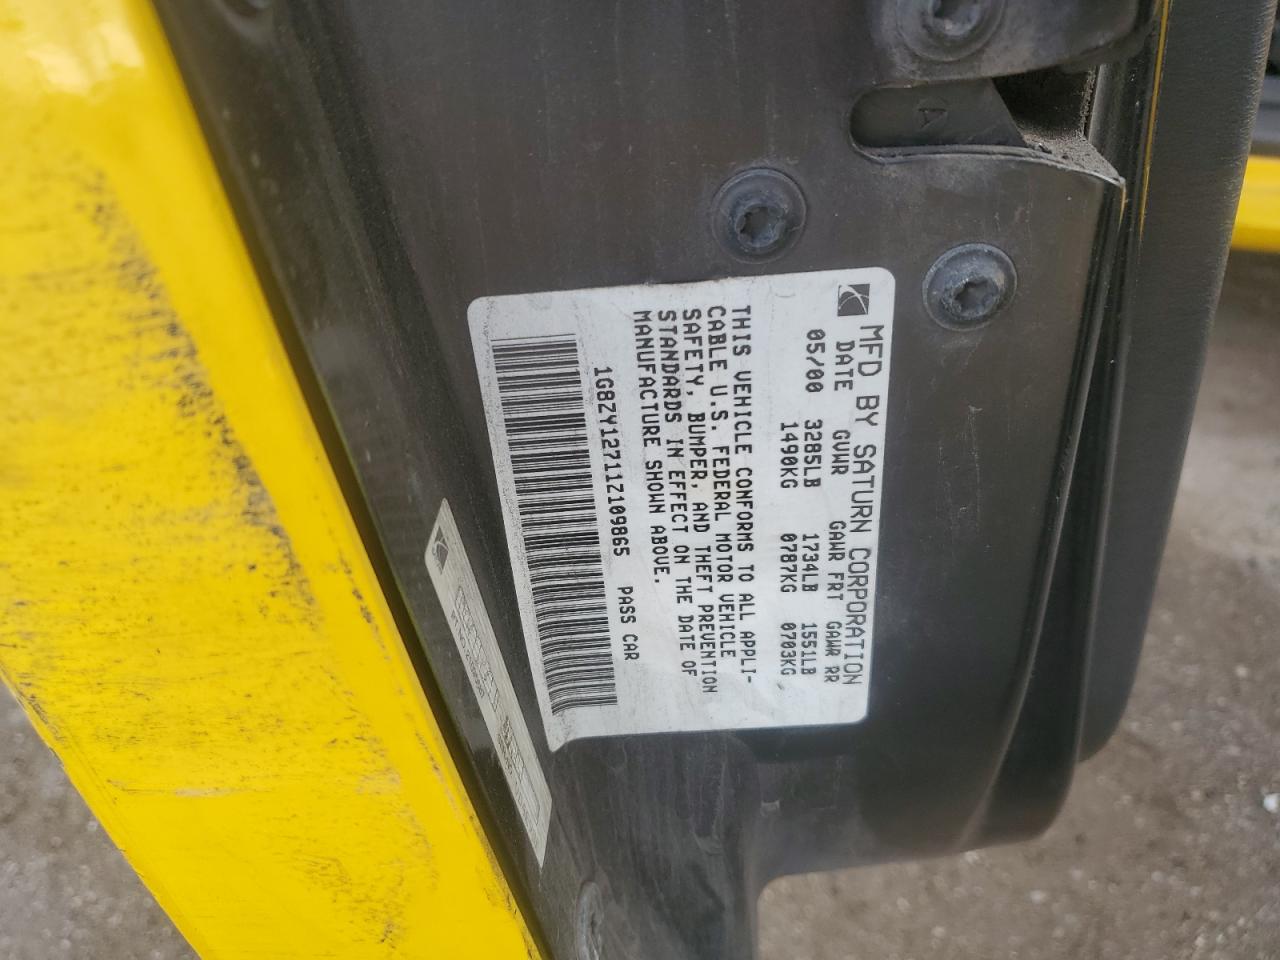 MFD BY SATURN CORPORATION
DATE GVWR GAWR FRT GAWR RR
05/00 3285LB 1734LB 1551LB
1490KG 0787KG 0703KG
THIS VEHICLE CONFORMS TO ALL APPLI-
CABLE U.S. FEDERAL MOTOR VEHICLE
SAFETY, BUMPER, AND THEFT PREVENTION
STANDARDS IN EFFECT ON THE DATE OF
MANUFACTURE SHOWN ABOVE.
1G8ZY12711Z109865 PASS CAR